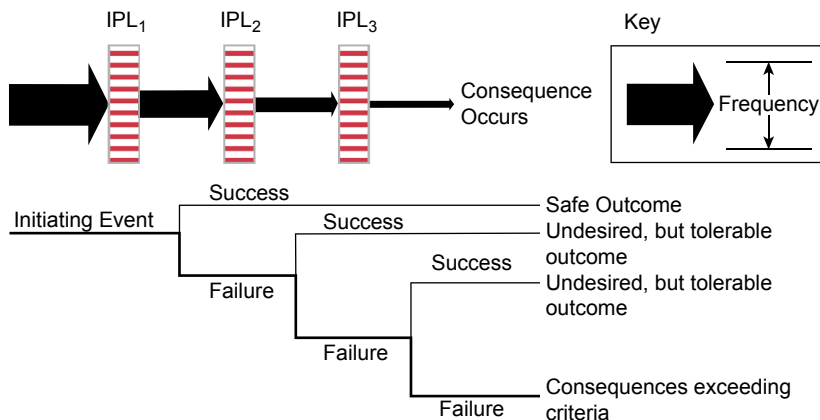 IPL1 IPL2 IPL3 Key
Consequence
Occurs
Frequency
Success
Safe Outcome
Initiating Event
Success
Undesired, but tolerable
outcome
Success
Undesired, but tolerable
outcome
Failure
Failure
Consequences exceeding
criteria
Failure